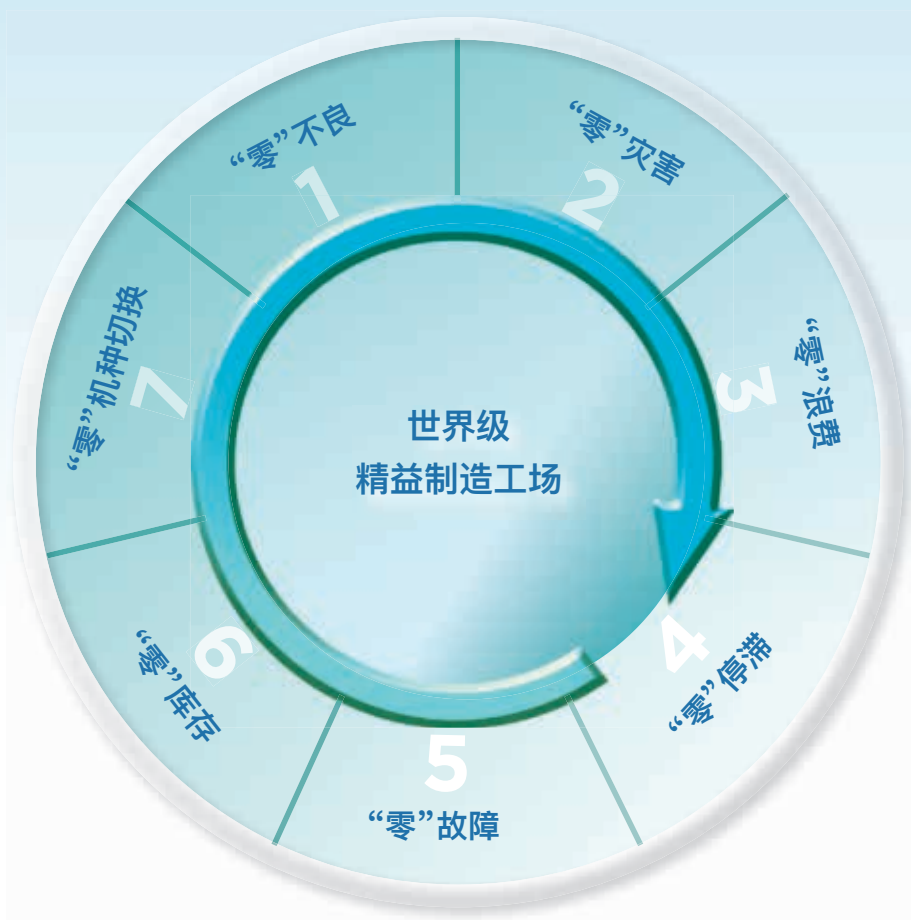 世界级
精益制造工场
1
“零”不良
2
“零”灾害
3
“零”浪费
4
“零”停滞
5
“零”故障
6
“零”库存
7
“零”机种切换